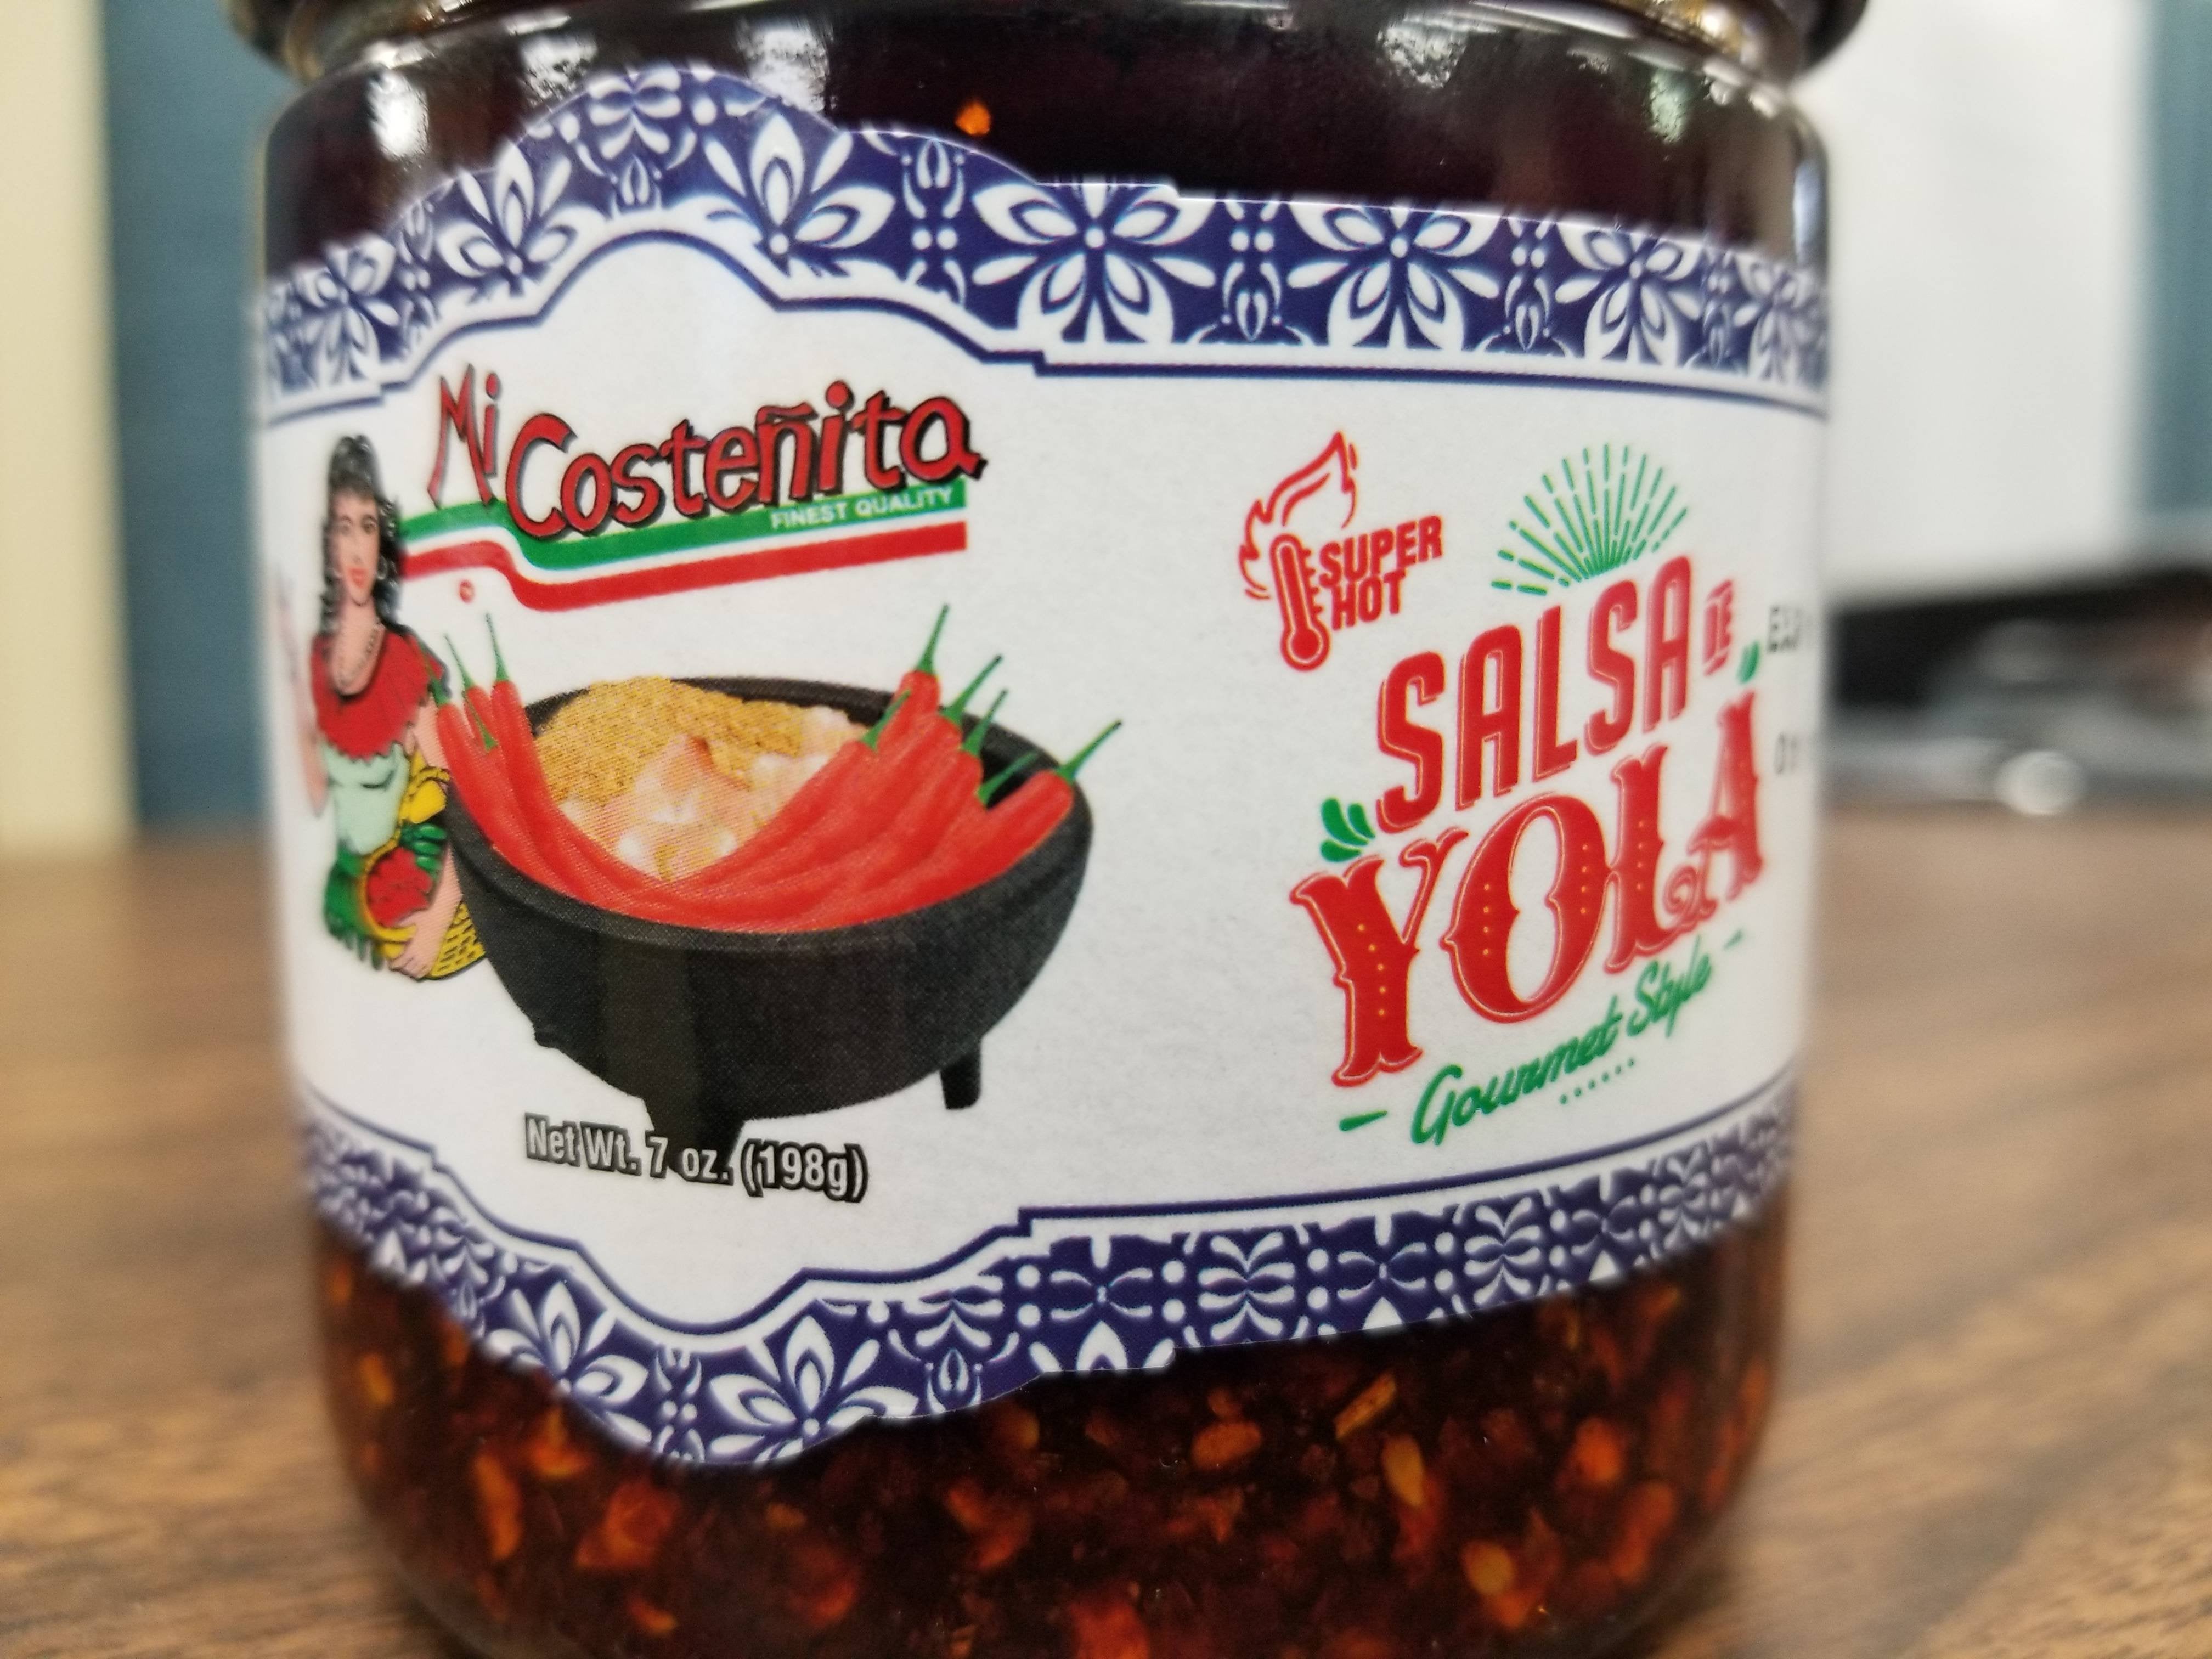 Mi Costeñita
FINEST QUALITY
SUPER
HOT
SALSA DE
YOLA
Gourmet Style
Net Wt. 7 oz. (198g)